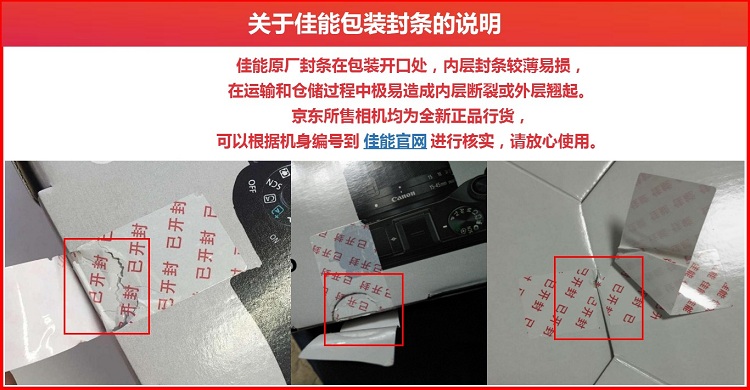 关于佳能包装封条的说明
佳能原厂封条在包装开口处，内层封条较薄易损，
在运输和仓储过程中极易造成内层断裂或外层翘起。
京东所售相机均为全新正品行货，
可以根据机身编号到 佳能官网 进行核实，请放心使用。
OFF
SCN
CA
A+
ON
已开封 已开封 已开封 已
Canon
已开封 已开封
已开封 已开封 已开封